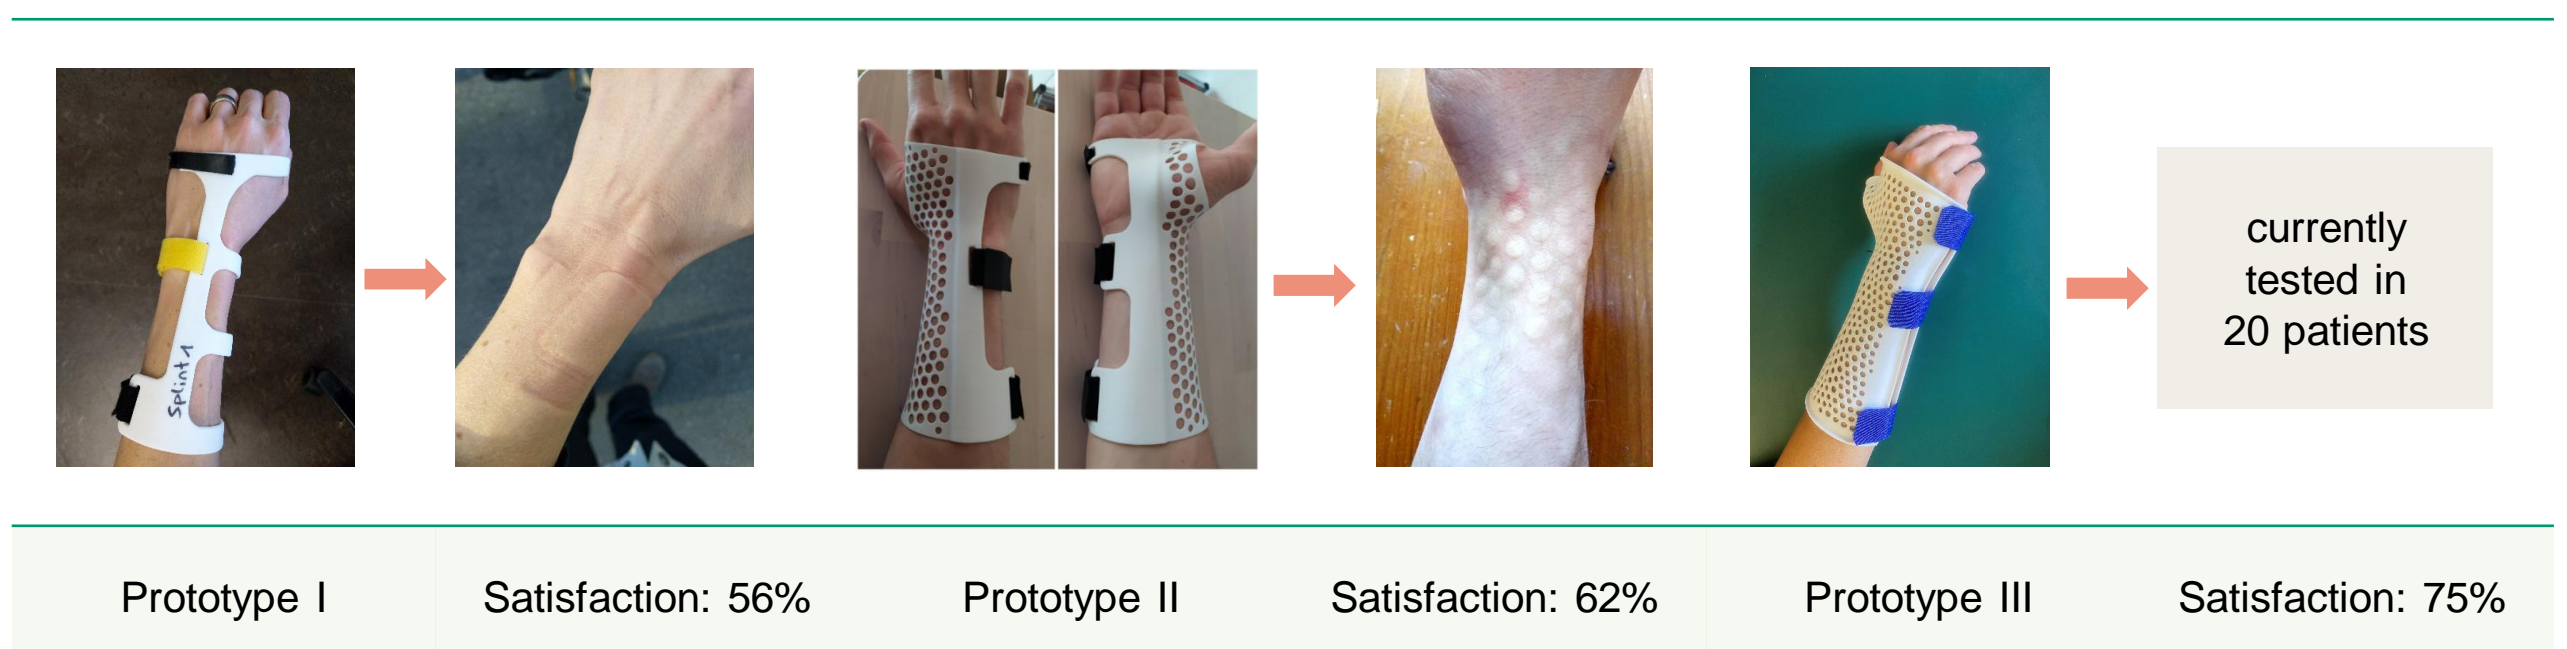 Splint 1
currently
tested in
20 patients
Prototype I
Satisfaction: 56%
Prototype II
Satisfaction: 62%
Prototype III
Satisfaction: 75%